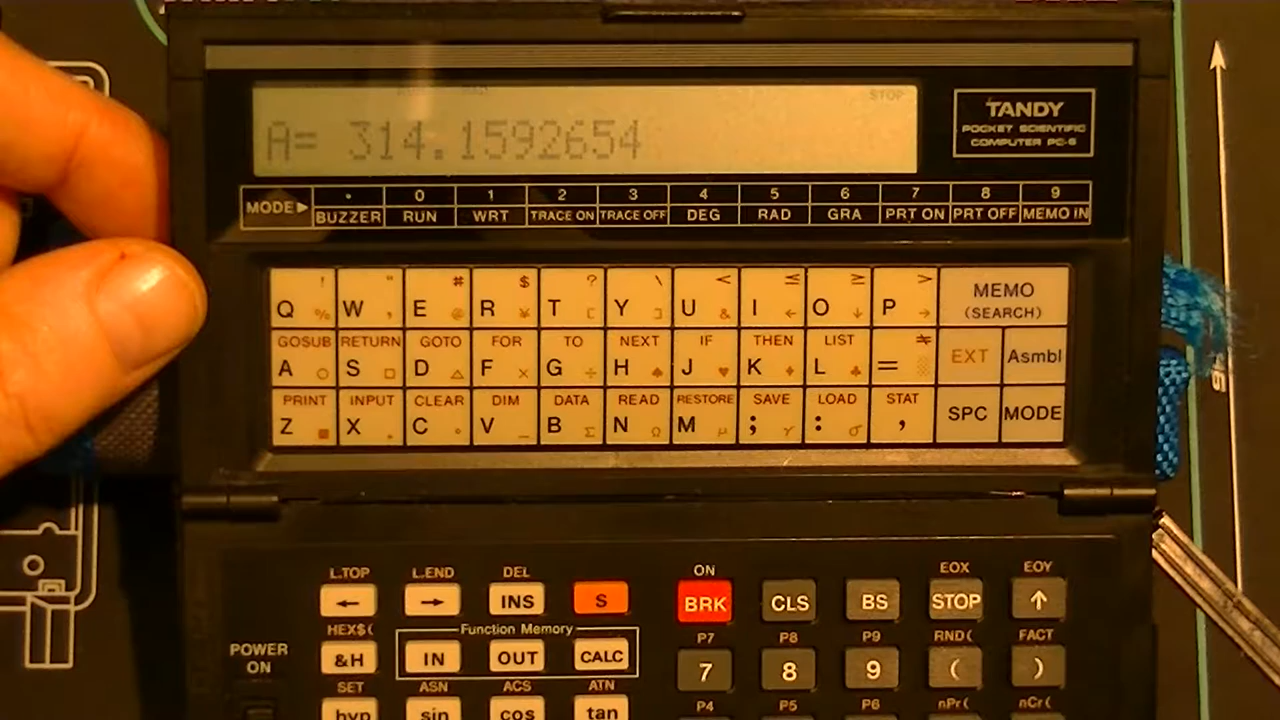 STOP
A= 314.1592654
TANDY
POCKET SCIENTIFIC
COMPUTER PC-6
MODE▶ • 0 1 2 3 4 5 6 7 8 9
BUZZER RUN WRT TRACE ON TRACE OFF DEG RAD GRA PRT ON PRT OFF MEMO IN
! " # $ ? \ < ≤ ≥ >
Q % W ' E @ R ¥ T [ Y ] U & I ← O ↓ P → MEMO
(SEARCH)
GOSUB RETURN GOTO FOR TO NEXT IF THEN LIST ≠
A ○ S □ D △ F × G ÷ H ♠ J ♥ K ♦ L ♣ = EXT Asmbl
PRINT INPUT CLEAR DIM DATA READ RESTORE SAVE LOAD STAT
Z X C ° V _ B Σ N Ω M μ ; γ : σ , SPC MODE
L.TOP L.END DEL ON EOX EOY
← → INS S BRK CLS BS STOP ↑
HEX$( Function Memory P7 P8 P9 RND( FACT
POWER
ON
&H IN OUT CALC 7 8 9 ( )
SET ASN ACS ATN P4 P5 P6 nPr( nCr(
hyp sin cos tan